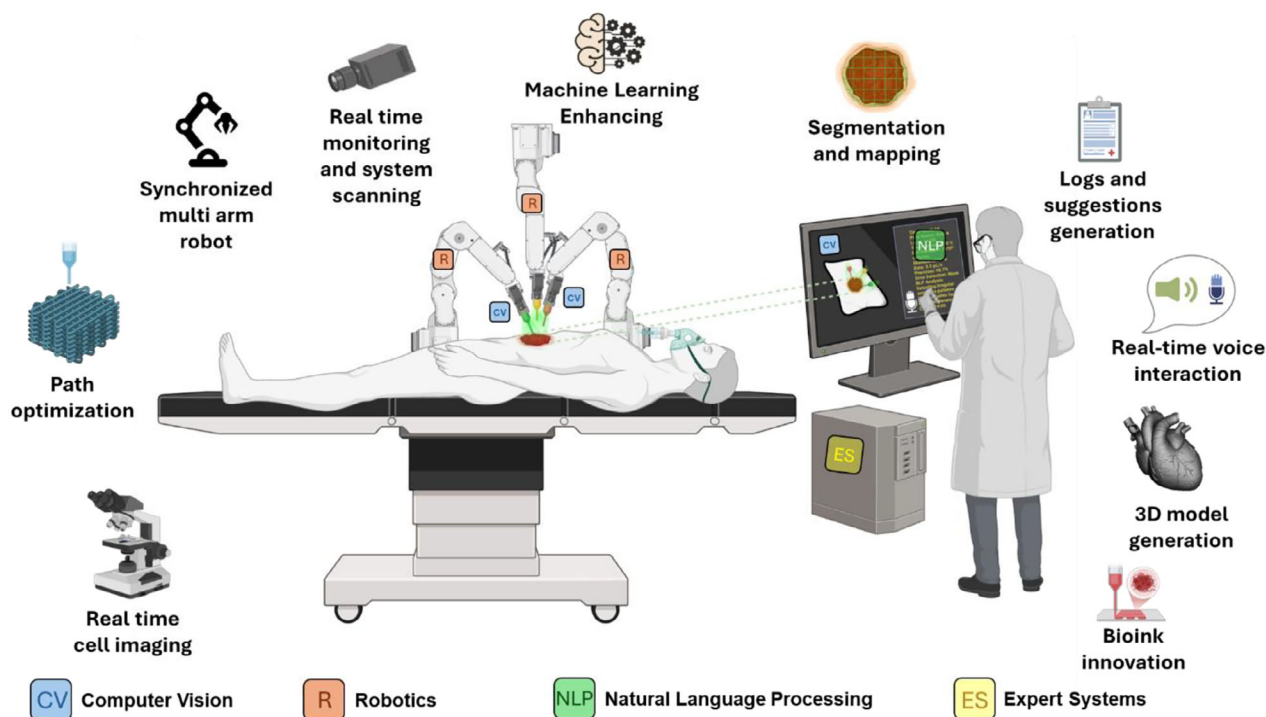 Machine Learning
Enhancing
Real time
monitoring
and system
scanning
Segmentation
and mapping
Synchronized
multi arm
robot
Logs and
suggestions
generation
R
R
R
CV
CV
CV
NLP
Path
optimization
Real-time voice
interaction
ES
3D model
generation
Real time
cell imaging
Bioink
innovation
CV Computer Vision
R Robotics
NLP Natural Language Processing
ES Expert Systems